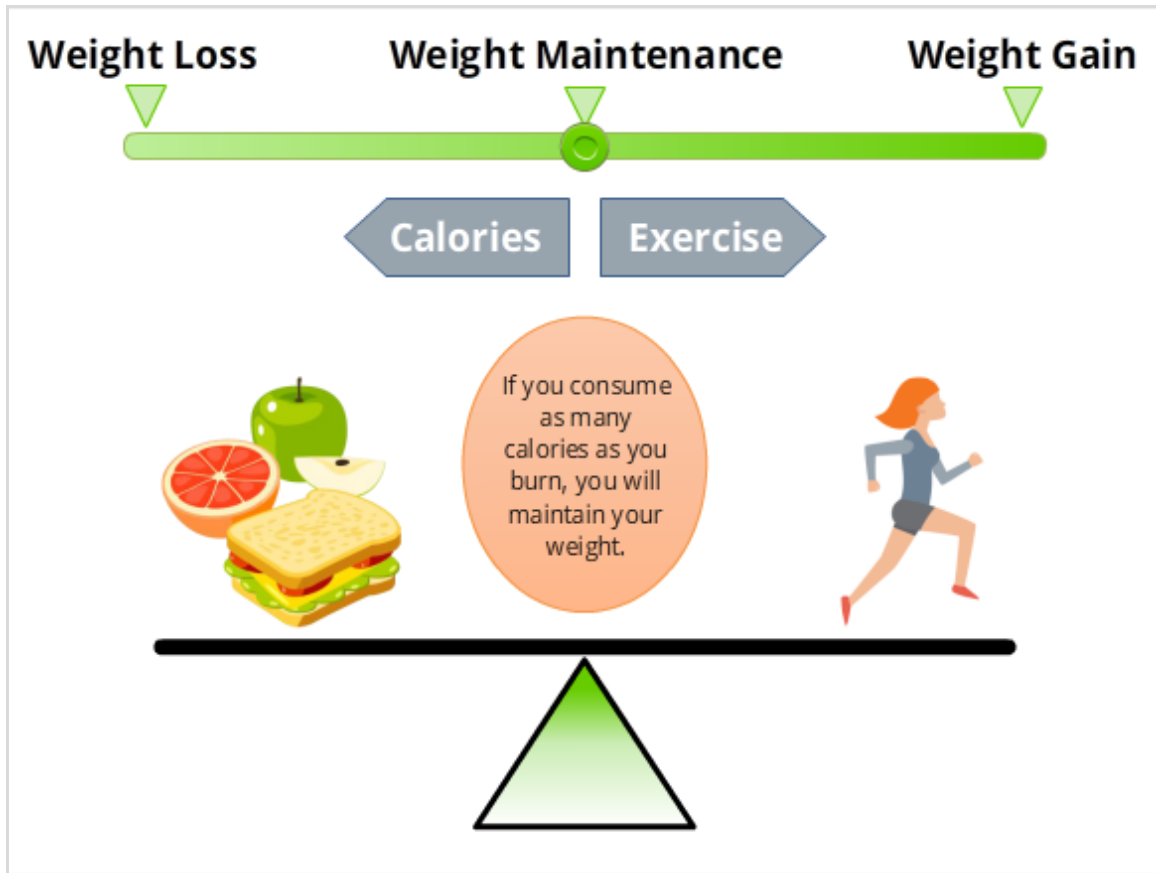 Weight Loss Weight Maintenance Weight Gain
Calories Exercise
If you consume
as many
calories as you
burn, you will
maintain your
weight.